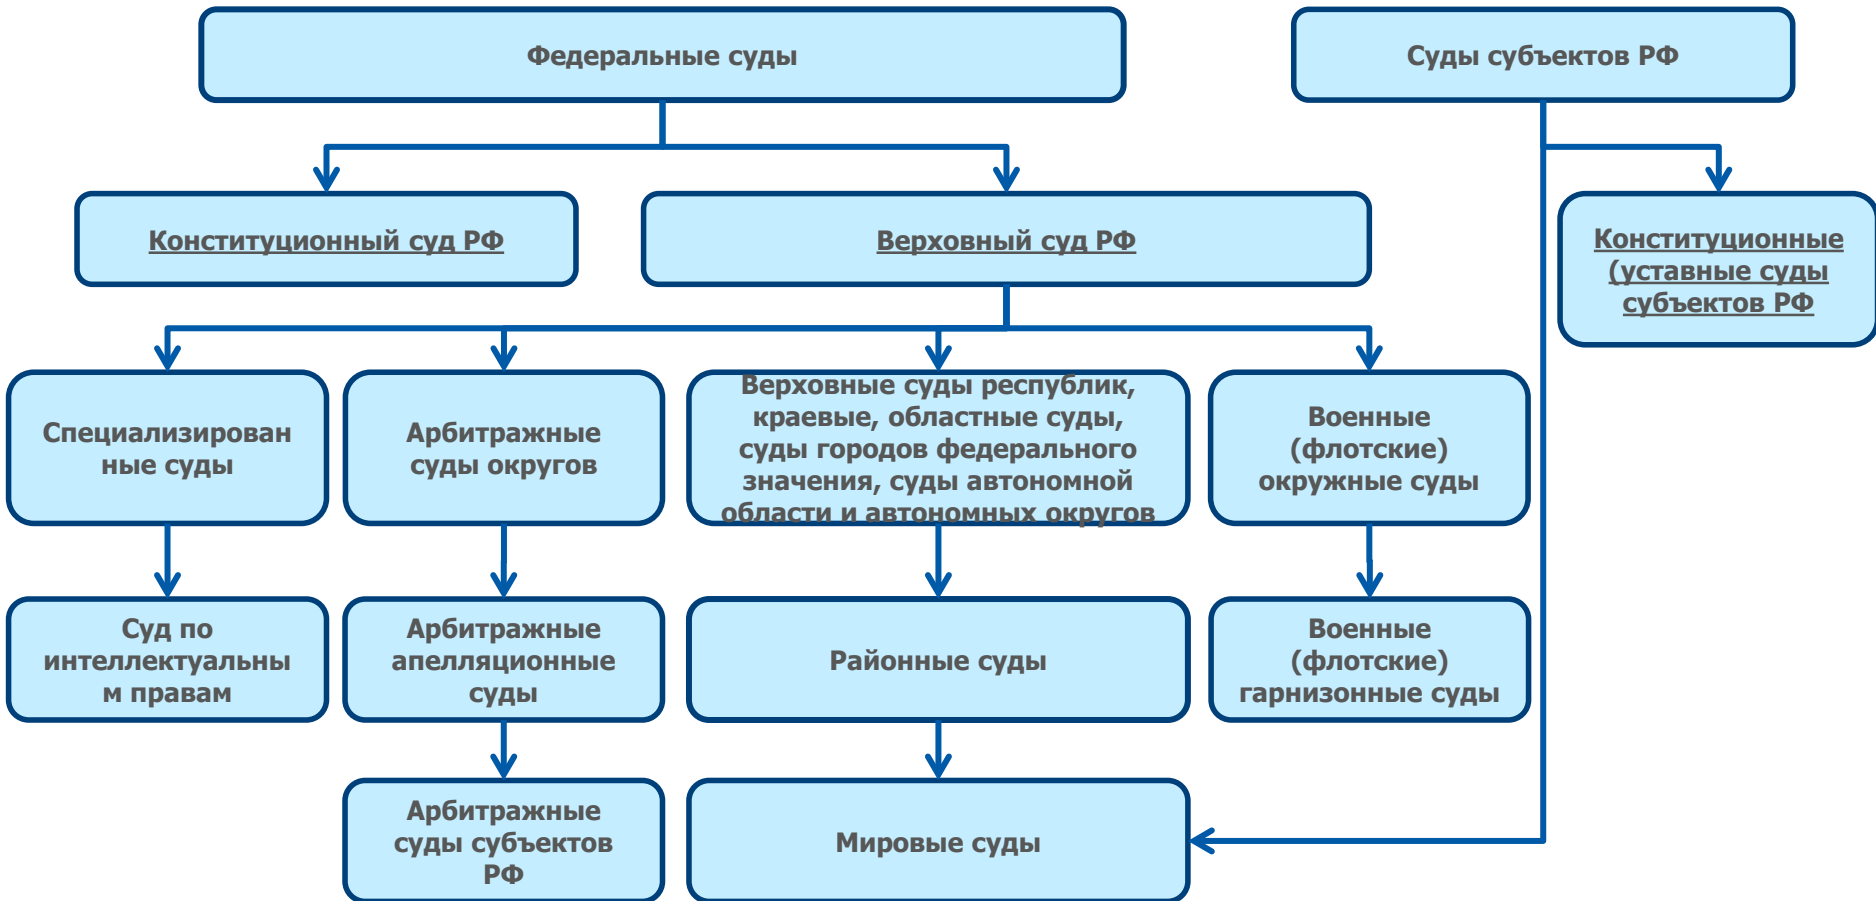 Федеральные суды
Суды субъектов РФ
Конституционный суд РФ
Верховный суд РФ
Конституционные
(уставные суды
субъектов РФ
Специализирован
ные суды
Арбитражные
суды округов
Верховные суды республик,
краевые, областные суды,
суды городов федерального
значения, суды автономной
области и автономных округов
Военные
(флотские)
окружные суды
Суд по
интеллектуальны
м правам
Арбитражные
апелляционные
суды
Районные суды
Военные
(флотские)
гарнизонные суды
Арбитражные
суды субъектов
РФ
Мировые суды